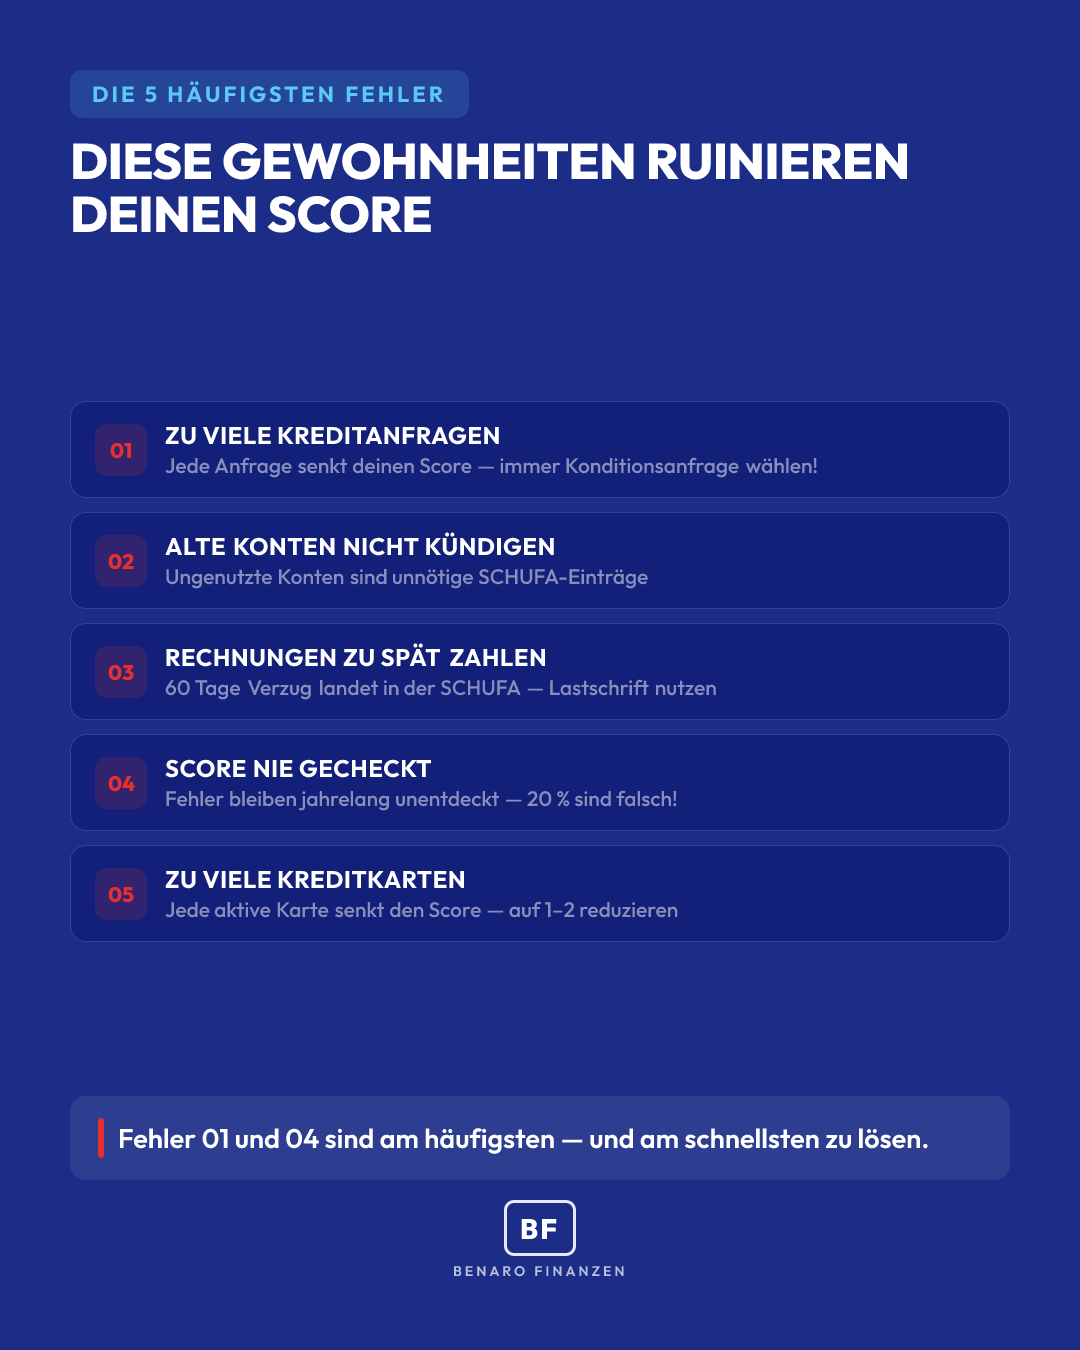 DIE 5 HÄUFIGSTEN FEHLER
DIESE GEWOHNHEITEN RUINIEREN
DEINEN SCORE
01
ZU VIELE KREDITANFRAGEN
Jede Anfrage senkt deinen Score — immer Konditionsanfrage wählen!
02
ALTE KONTEN NICHT KÜNDIGEN
Ungenutzte Konten sind unnötige SCHUFA-Einträge
03
RECHNUNGEN ZU SPÄT ZAHLEN
60 Tage Verzug landet in der SCHUFA — Lastschrift nutzen
04
SCORE NIE GECHECKT
Fehler bleiben jahrelang unentdeckt — 20 % sind falsch!
05
ZU VIELE KREDITKARTEN
Jede aktive Karte senkt den Score — auf 1–2 reduzieren
Fehler 01 und 04 sind am häufigsten — und am schnellsten zu lösen.
BF
BENARO FINANZEN